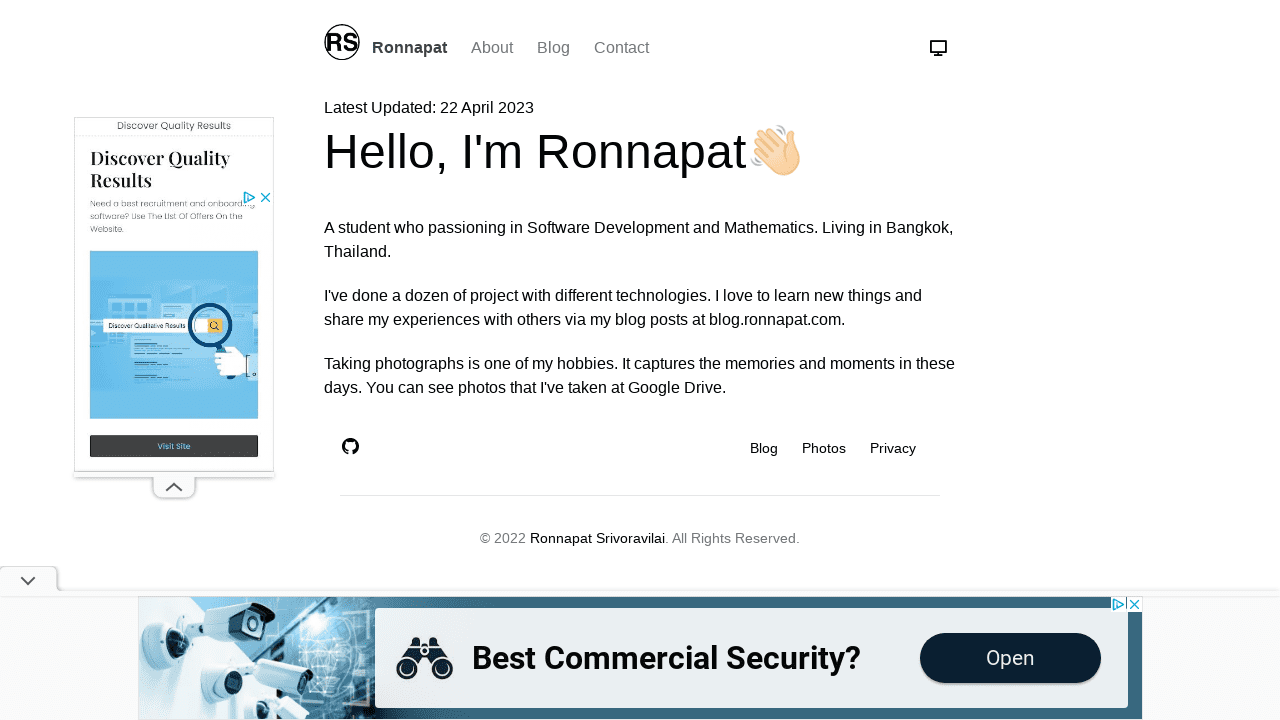 RS Ronnapat About Blog Contact
Latest Updated: 22 April 2023
Hello, I'm Ronnapat
A student who passioning in Software Development and Mathematics. Living in Bangkok,
Thailand.
I've done a dozen of project with different technologies. I love to learn new things and
share my experiences with others via my blog posts at blog.ronnapat.com.
Taking photographs is one of my hobbies. It captures the memories and moments in these
days. You can see photos that I've taken at Google Drive.
Blog Photos Privacy
© 2022 Ronnapat Srivoravilai. All Rights Reserved.
Discover Quality Results
Discover Quality
Results
Need a best recruitment and onboarding
software? Use The List Of Offers On the
Website.
Discover Qualitative Results
Visit Site
Best Commercial Security?
Open